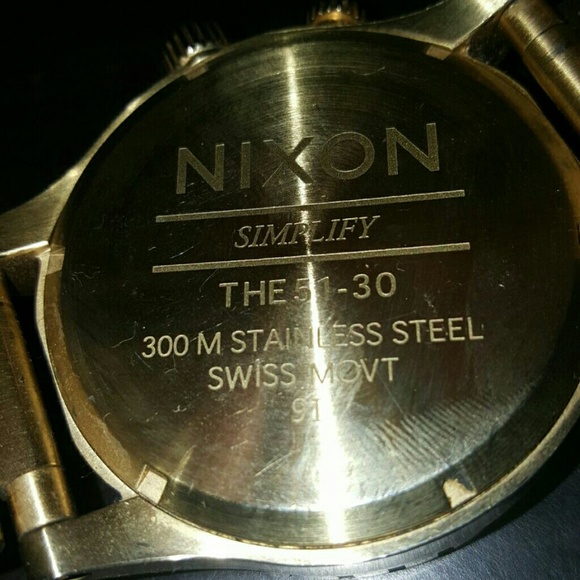 NIXON
SIMPLIFY
THE 51-30
300 M STAINLESS STEEL
SWISS MOVT